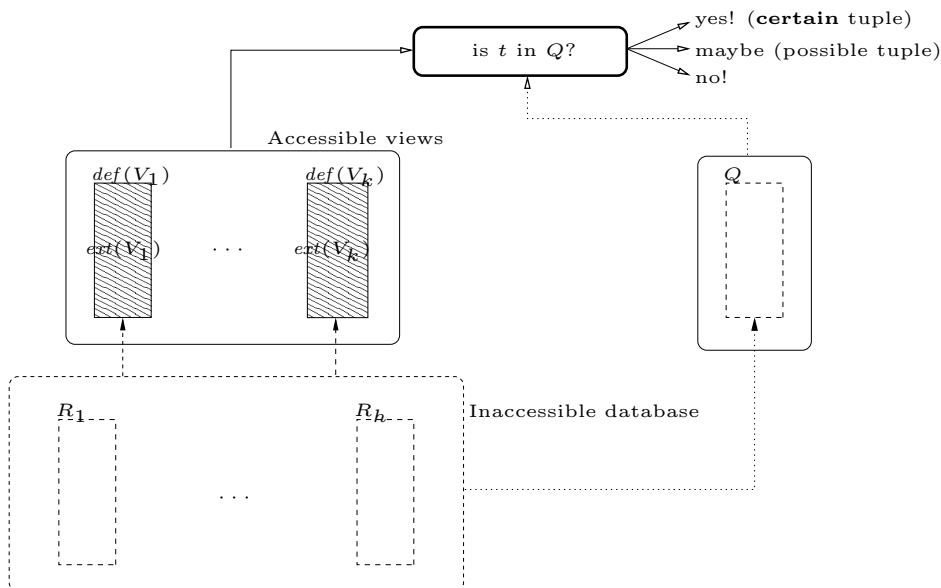 yes! (certain tuple)
is t in Q?
maybe (possible tuple)
no!
Accessible views
def(V1) def(Vk)
Q
ext(V1) . . . ext(Vk)
R1 Rh
Inaccessible database
. . .